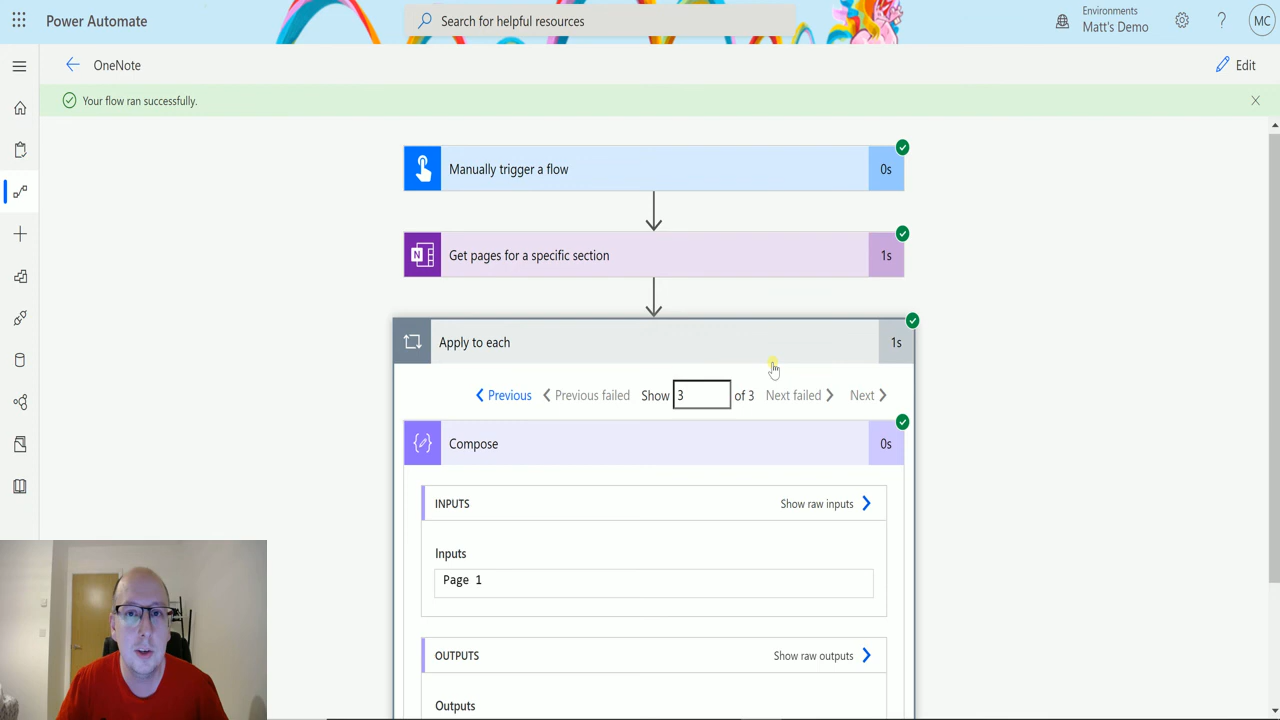 Power Automate
Search for helpful resources
Environments
Matt's Demo
MC
OneNote
Edit
Your flow ran successfully.
Manually trigger a flow
0s
N
Get pages for a specific section
1s
Apply to each
1s
Previous
Previous failed
Show
3
of 3
Next failed
Next
Compose
0s
INPUTS
Show raw inputs
Inputs
Page 1
OUTPUTS
Show raw outputs
Outputs